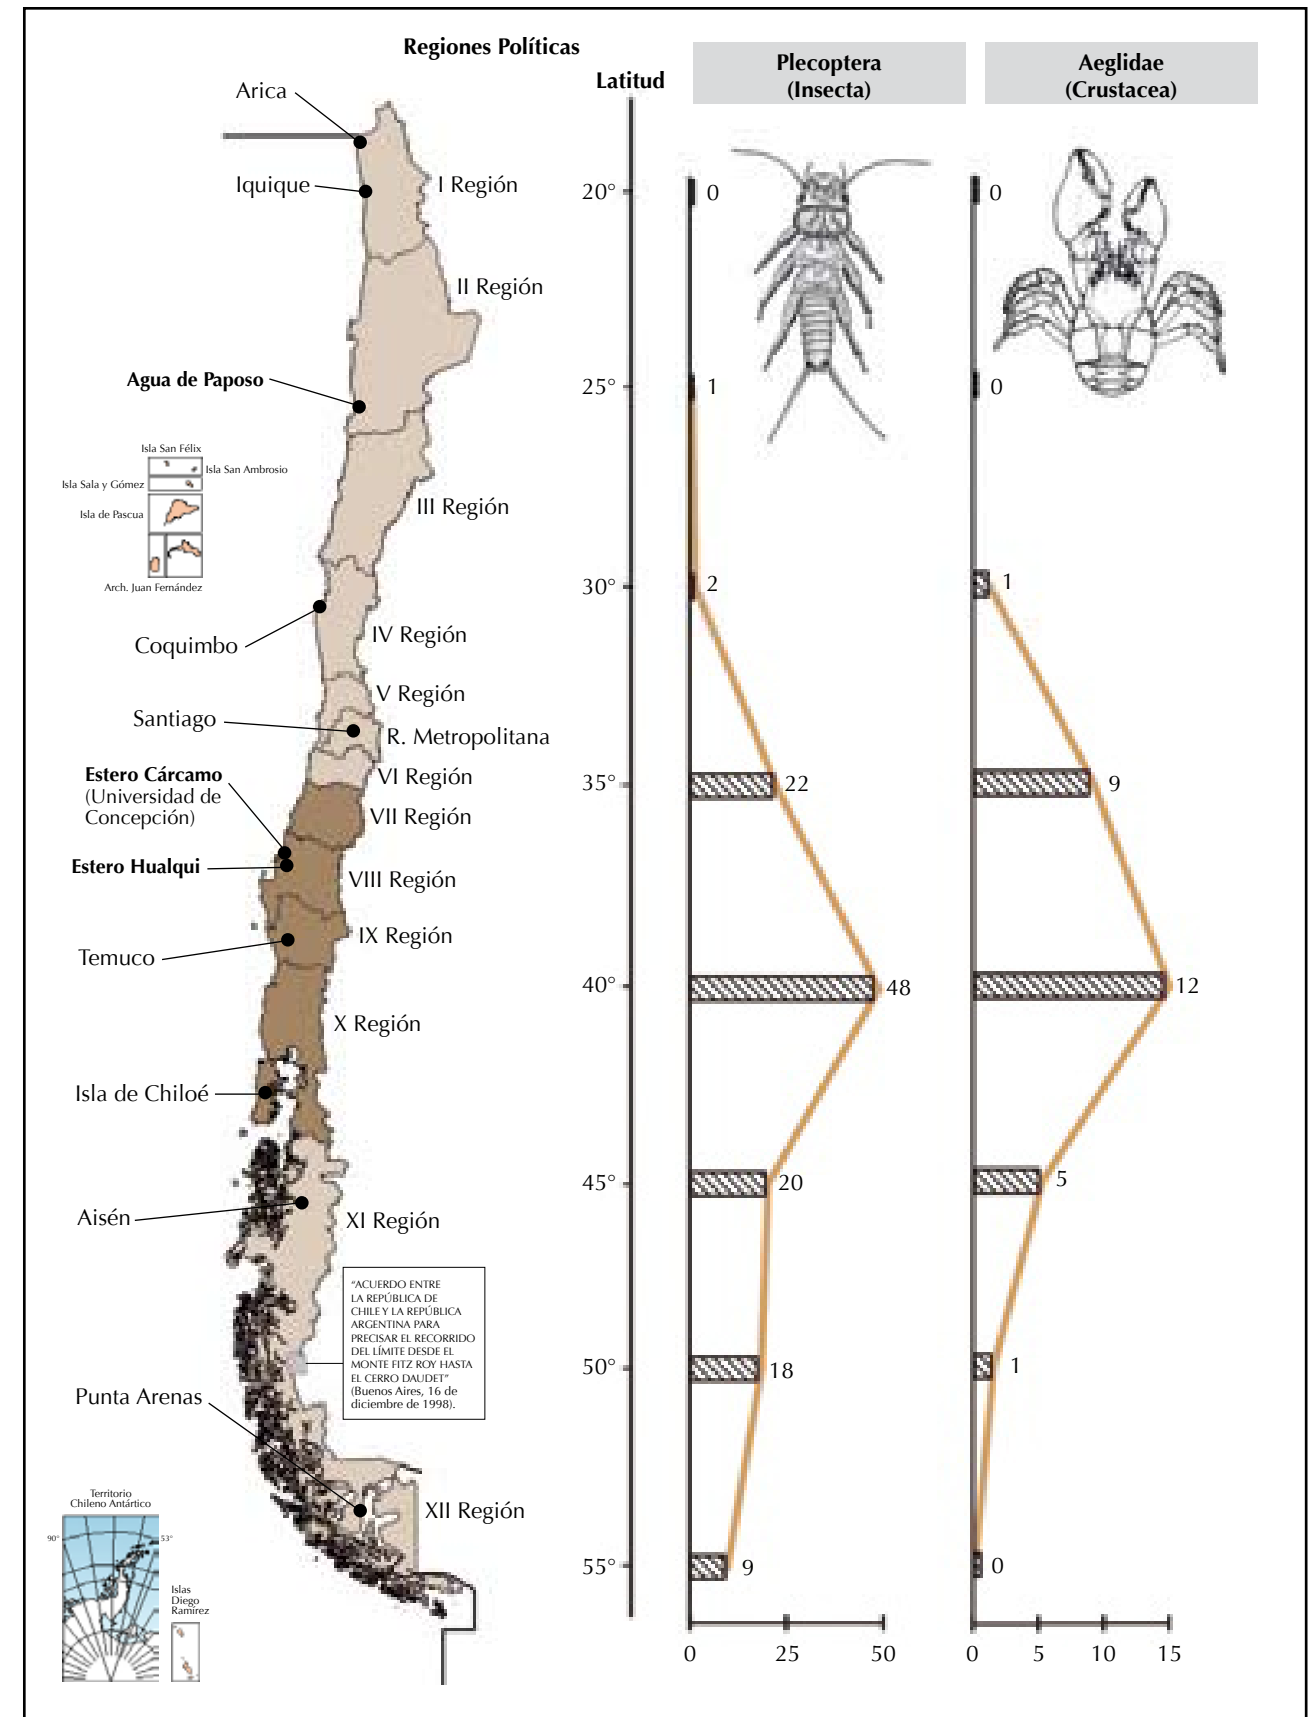 Regiones Políticas
Latitud
Plecoptera
(Insecta)
Aeglidae
(Crustacea)
Arica
Iquique
I Región
II Región
Agua de Paposo
Isla San Félix
Isla San Ambrosio
Isla Sala y Gómez
Isla de Pascua
Arch. Juan Fernández
III Región
Coquimbo
IV Región
V Región
Santiago
R. Metropolitana
VI Región
Estero Cárcamo
(Universidad de
Concepción)
VII Región
Estero Hualqui
VIII Región
Temuco
IX Región
X Región
Isla de Chiloé
Aisén
XI Región
“ACUERDO ENTRE
LA REPÚBLICA DE
CHILE Y LA REPÚBLICA
ARGENTINA PARA
PRECISAR EL RECORRIDO
DEL LÍMITE DESDE EL
MONTE FITZ ROY HASTA
EL CERRO DAUDET”
(Buenos Aires, 16 de
diciembre de 1998).
Punta Arenas
XII Región
Territorio
Chileno Antártico
90°
53°
Islas
Diego
Ramírez
20°
25°
30°
35°
40°
45°
50°
55°
0
1
2
22
48
20
18
9
0
25
50
0
0
1
9
12
5
1
0
0
5
10
15